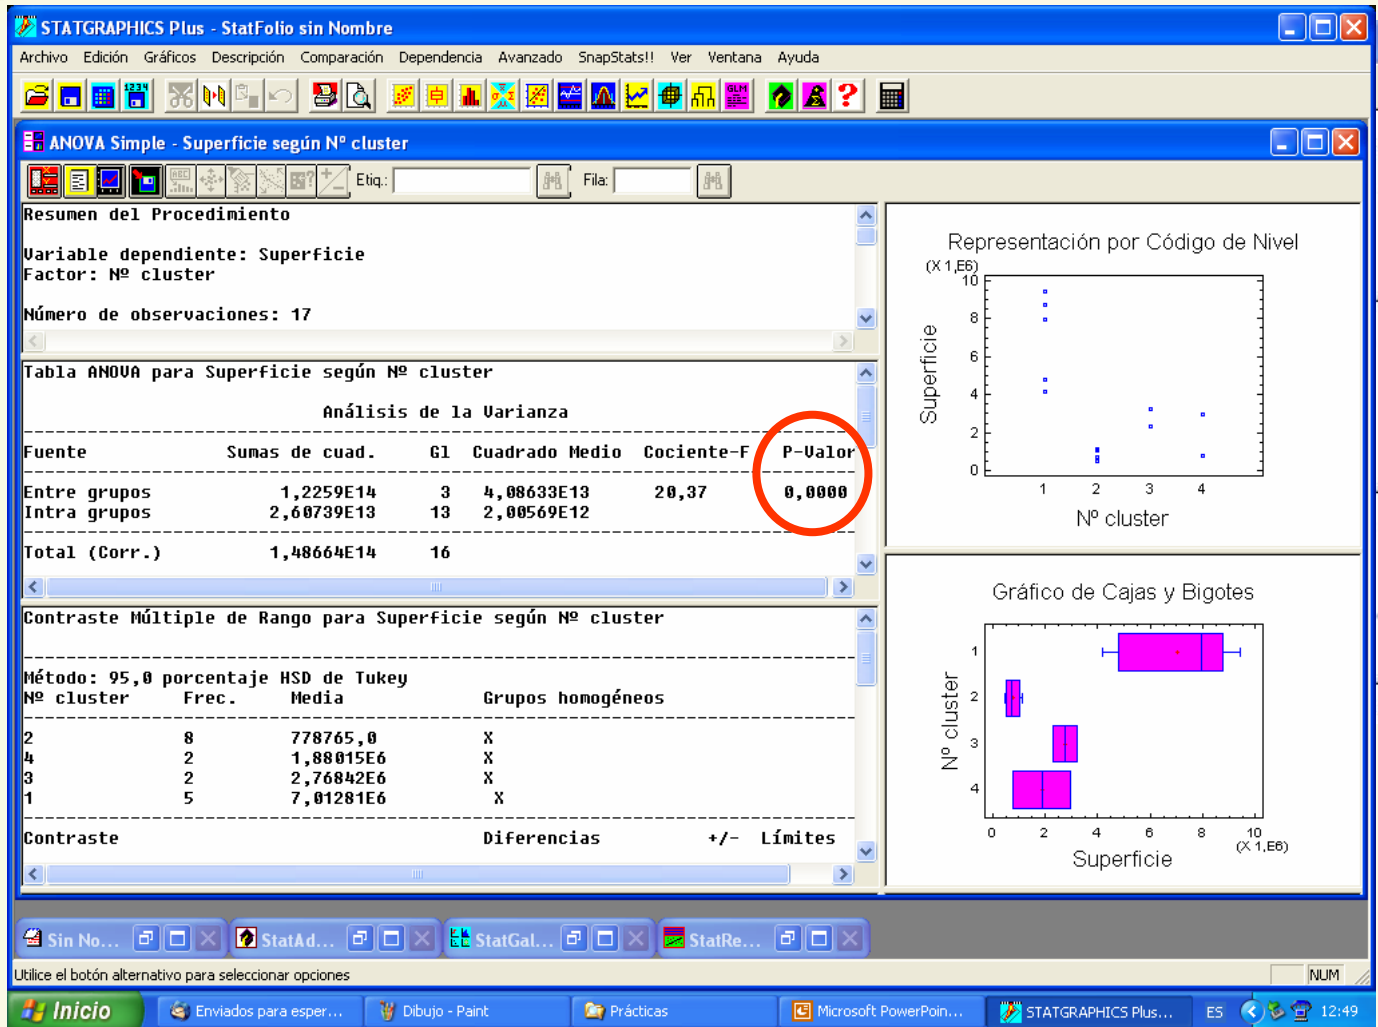 STATGRAPHICS Plus - StatFolio sin Nombre
Archivo Edición Gráficos Descripción Comparación Dependencia Avanzado SnapStats!! Ver Ventana Ayuda
ANOVA Simple - Superficie según Nº cluster
Etiq.: Fila:
Resumen del Procedimiento
Variable dependiente: Superficie
Factor: Nº cluster
Número de observaciones: 17
Tabla ANOVA para Superficie según Nº cluster
Análisis de la Varianza
Fuente Sumas de cuad. Gl Cuadrado Medio Cociente-F P-Valor
Entre grupos 1,2259E14 3 4,08633E13 20,37 0,0000
Intra grupos 2,60739E13 13 2,00569E12
Total (Corr.) 1,48664E14 16
Contraste Múltiple de Rango para Superficie según Nº cluster
Método: 95,0 porcentaje HSD de Tukey
Nº cluster Frec. Media Grupos homogéneos
2 8 778765,0 X
4 2 1,88015E6 X
3 2 2,76842E6 X
1 5 7,01281E6 X
Contraste Diferencias +/- Límites
Representación por Código de Nivel
(X 1,E6)
10
8
6
4
2
0
Superficie
1 2 3 4
Nº cluster
Gráfico de Cajas y Bigotes
1
2
3
4
Nº cluster
0 2 4 6 8 10
(X 1,E6)
Superficie
Sin No... StatAd... StatGal... StatRe...
Utilice el botón alternativo para seleccionar opciones NUM
Inicio Enviados para esper... Dibujo - Paint Prácticas Microsoft PowerPoin... STATGRAPHICS Plus... ES 12:49